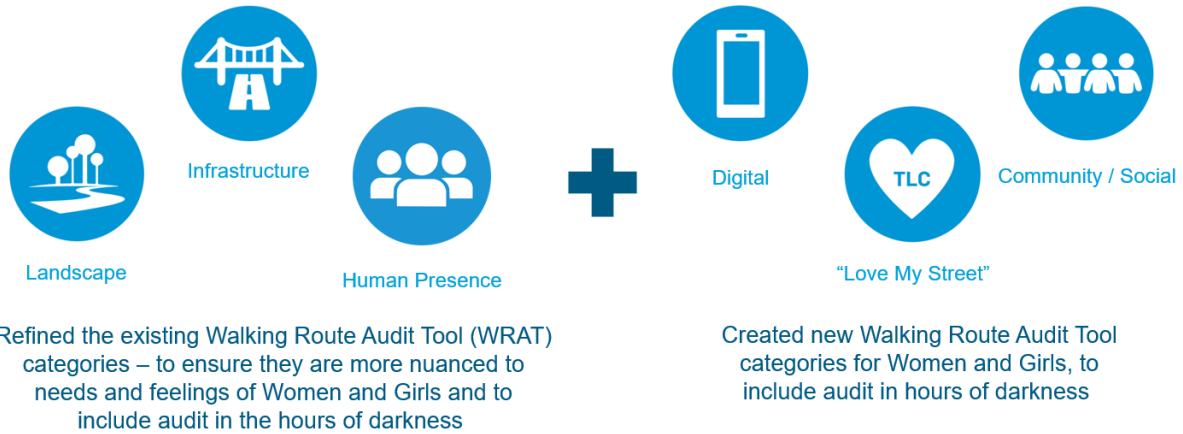 Infrastructure
Landscape
Human Presence
Digital
TLC
Community / Social
“Love My Street”
Refined the existing Walking Route Audit Tool (WRAT)
categories – to ensure they are more nuanced to
needs and feelings of Women and Girls and to
include audit in the hours of darkness
Created new Walking Route Audit Tool
categories for Women and Girls, to
include audit in hours of darkness